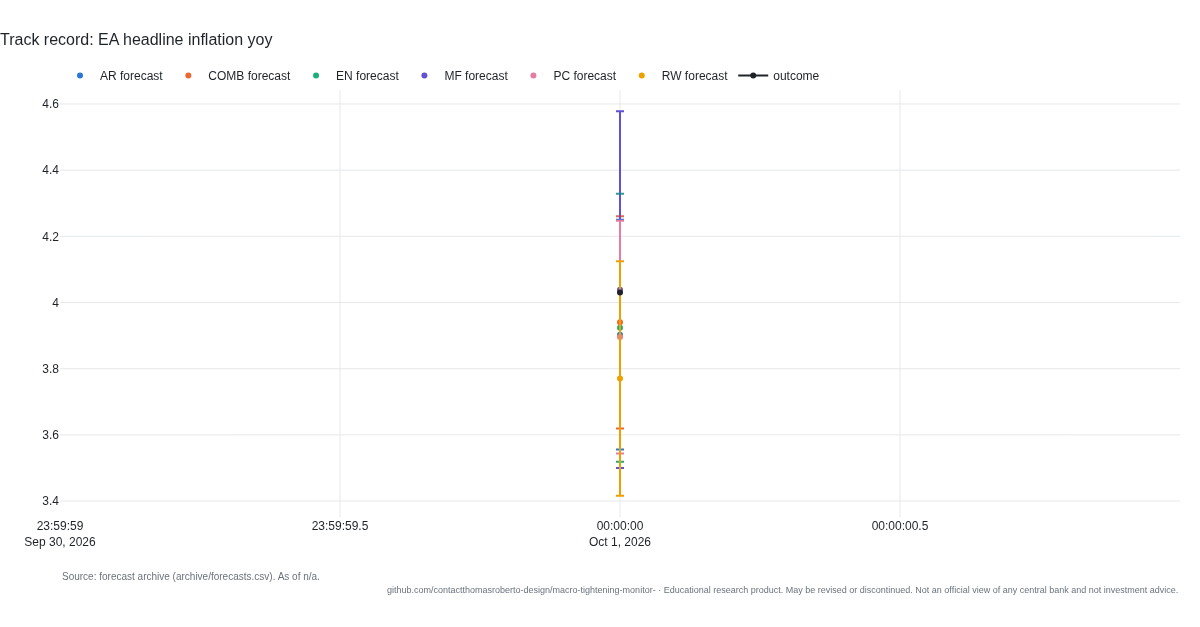 Track record: EA headline inflation yoy
AR forecast COMB forecast EN forecast MF forecast PC forecast RW forecast outcome
4.6
4.4
4.2
4
3.8
3.6
3.4
23:59:59 23:59:59.5 00:00:00 00:00:00.5
Sep 30, 2026 Oct 1, 2026
Source: forecast archive (archive/forecasts.csv). As of n/a.
github.com/contactthomasroberto-design/macro-tightening-monitor- · Educational research product. May be revised or discontinued. Not an official view of any central bank and not investment advice.